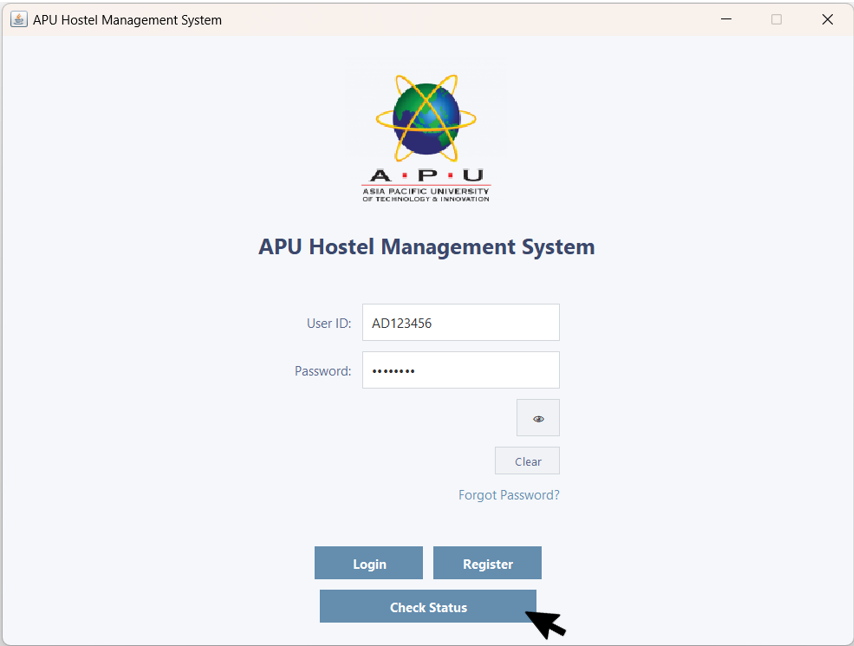 APU Hostel Management System
A·P·U
ASIA PACIFIC UNIVERSITY
OF TECHNOLOGY & INNOVATION
APU Hostel Management System
User ID: AD123456
Password: ••••••••
Clear
Forgot Password?
Login Register
Check Status